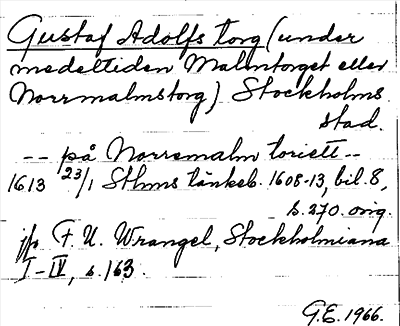 Gustaf Adolfs torg (under
medeltiden Malmtorget eller
Norrmalmstorg) Stockholms
stad.
-- på Norremalm toriett --
1613 23/1 Sthms tänkeb. 1608-13, bil. 8,
s. 270. orig.
jfr F. U. Wrangel, Stockholmiana
I-IV, s. 163.
G.E. 1966.